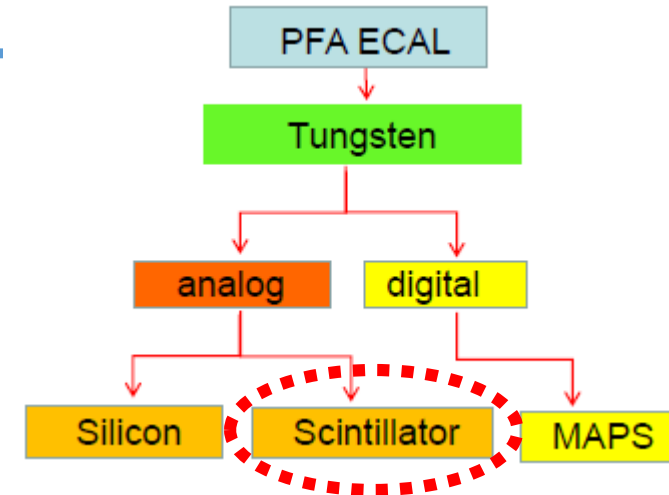 PFA ECAL
Tungsten
analog
digital
Silicon
Scintillator
MAPS